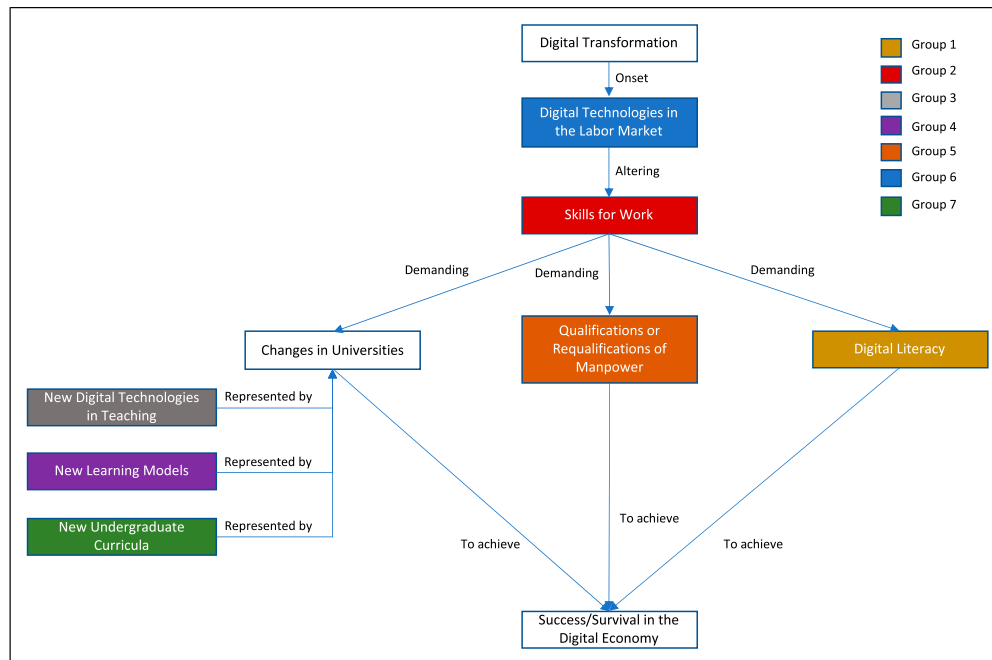 Digital Transformation
Group 1
Onset
Group 2
Group 3
Digital Technologies in
the Labor Market
Group 4
Group 5
Altering
Group 6
Skills for Work
Group 7
Demanding
Demanding
Demanding
Changes in Universities
Qualifications or
Requalifications of
Manpower
Digital Literacy
New Digital Technologies
in Teaching
Represented by
New Learning Models
Represented by
New Undergraduate
Curricula
Represented by
To achieve
To achieve
To achieve
Success/Survival in the
Digital Economy